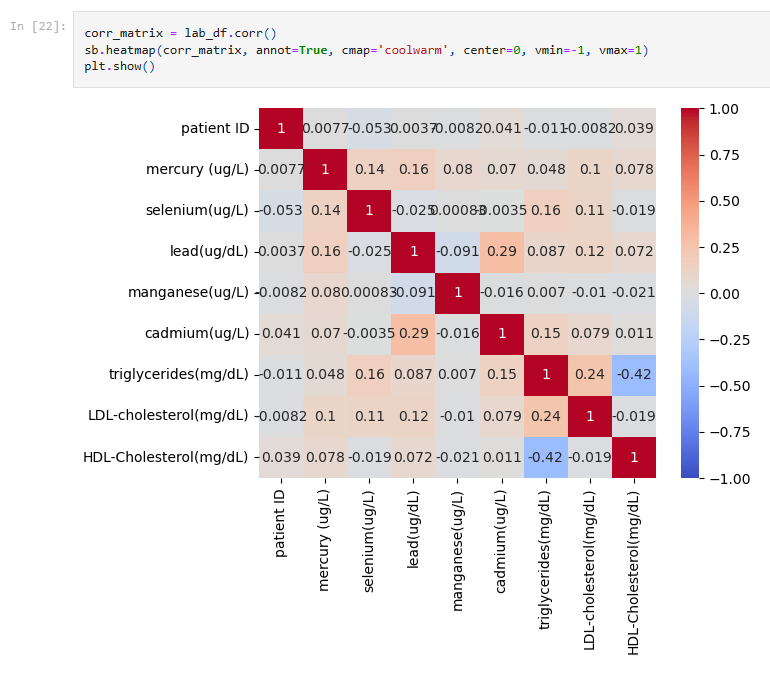 In [22]:
corr_matrix = lab_df.corr()
sb.heatmap(corr_matrix, annot=True, cmap='coolwarm', center=0, vmin=-1, vmax=1)
plt.show()
patient ID 1 0.0077 -0.053 0.0037 -0.0082 0.041 -0.011 -0.0082 0.039
mercury (ug/L) 0.0077 1 0.14 0.16 0.08 0.07 0.048 0.1 0.078
selenium(ug/L) -0.053 0.14 1 -0.025 0.00083 -0.0035 0.16 0.11 -0.019
lead(ug/dL) 0.0037 0.16 -0.025 1 -0.091 0.29 0.087 0.12 0.072
manganese(ug/L) -0.0082 0.08 0.00083 -0.091 1 -0.016 0.007 -0.01 -0.021
cadmium(ug/L) 0.041 0.07 -0.0035 0.29 -0.016 1 0.15 0.079 0.011
triglycerides(mg/dL) -0.011 0.048 0.16 0.087 0.007 0.15 1 0.24 -0.42
LDL-cholesterol(mg/dL) -0.0082 0.1 0.11 0.12 -0.01 0.079 0.24 1 -0.019
HDL-Cholesterol(mg/dL) 0.039 0.078 -0.019 0.072 -0.021 0.011 -0.42 -0.019 1
patient ID
mercury (ug/L)
selenium(ug/L)
lead(ug/dL)
manganese(ug/L)
cadmium(ug/L)
triglycerides(mg/dL)
LDL-cholesterol(mg/dL)
HDL-Cholesterol(mg/dL)
1.00
0.75
0.50
0.25
0.00
−0.25
−0.50
−0.75
−1.00